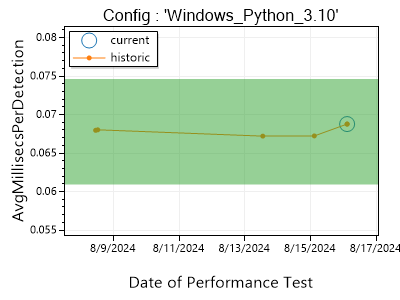 Config : 'Windows_Python_3.10'
current
historic
AvgMillisecsPerDetection
0.08
0.075
0.07
0.065
0.06
0.055
8/9/2024
8/11/2024
8/13/2024
8/15/2024
8/17/2024
Date of Performance Test